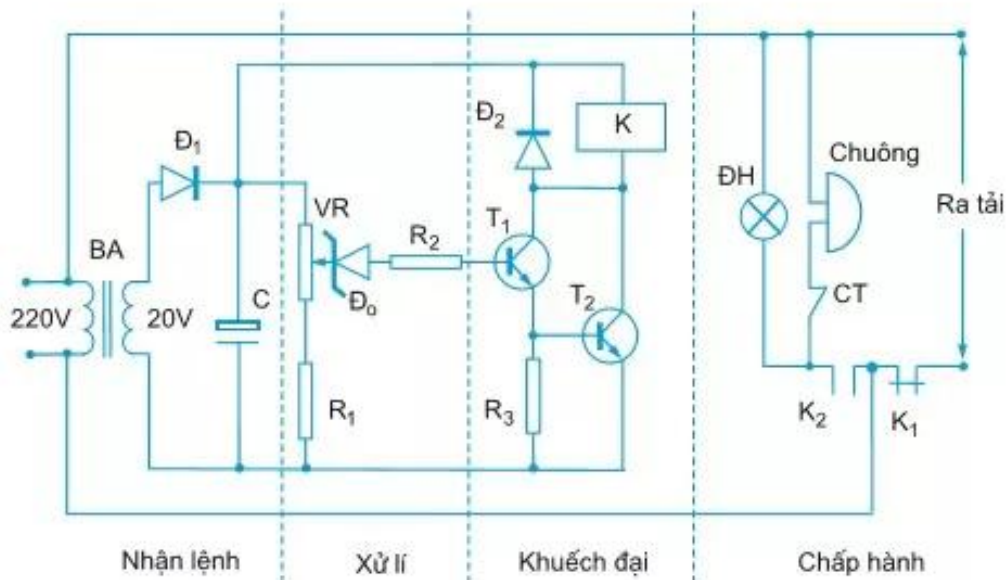 Đ₁
Đ₂
K
Chuông
ĐH
Ra tải
VR
R₂
T₁
BA
220V
20V
C
Đₒ
T₂
CT
R₁
R₃
K₂
K₁
Nhận lệnh
Xử lí
Khuếch đại
Chấp hành